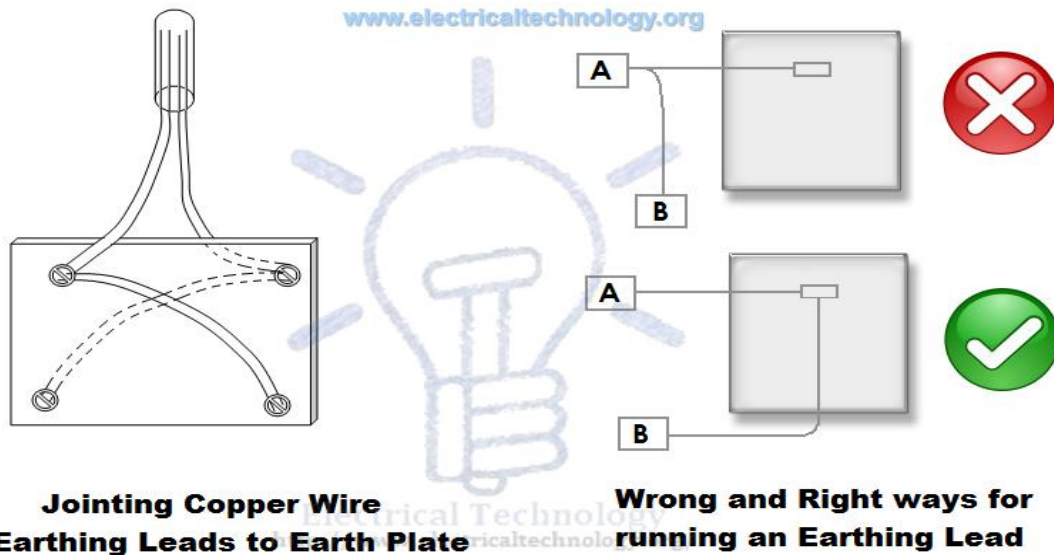 www.electricaltechnology.org
A
B
A
B
Jointing Copper Wire
Earthing Leads to Earth Plate
Wrong and Right ways for
running an Earthing Lead
Electrical Technology